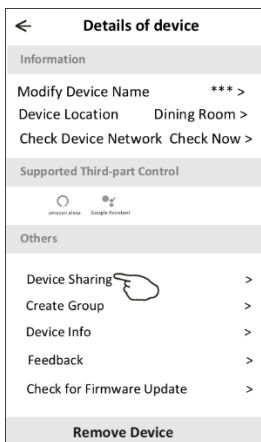 ← Details of device
Information
Modify Device Name *** >
Device Location Dining Room >
Check Device Network Check Now >
Supported Third-part Control
amazon alexa Google Assistant
Others
Device Sharing >
Create Group >
Device Info >
Feedback >
Check for Firmware Update >
Remove Device